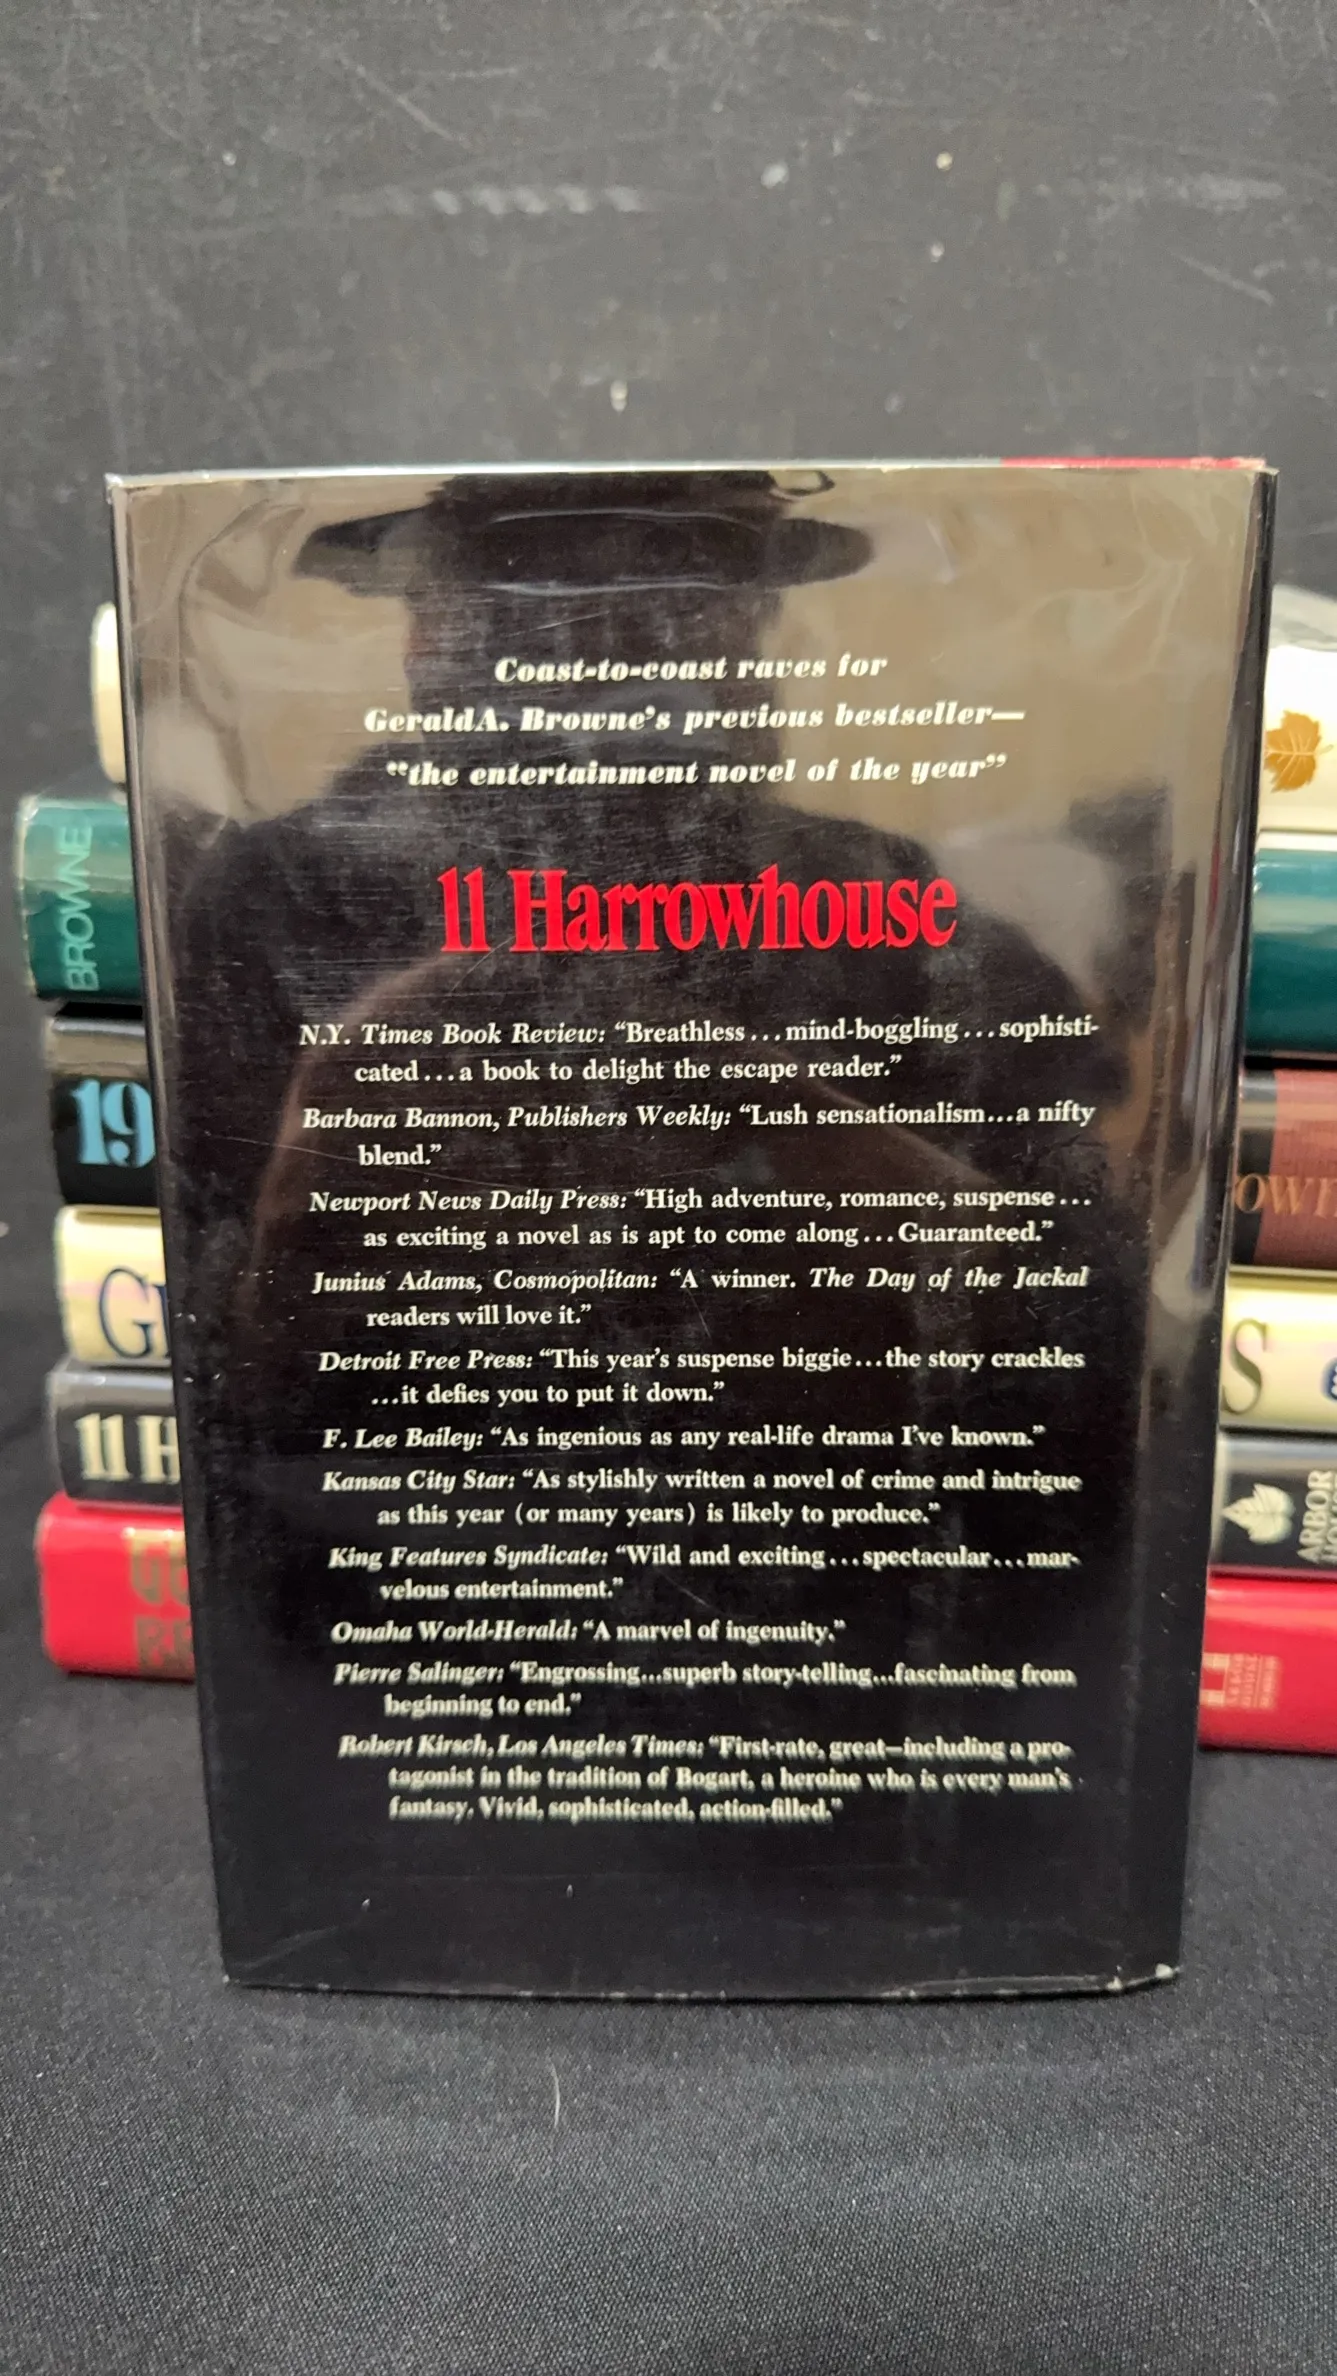 Coast-to-coast raves for
Gerald A. Browne's previous bestseller—
"the entertainment novel of the year"
11 Harrowhouse
N.Y. Times Book Review: "Breathless...mind-boggling...sophisti-
cated...a book to delight the escape reader."
Barbara Bannon, Publishers Weekly: "Lush sensationalism...a nifty
blend."
Newport News Daily Press: "High adventure, romance, suspense...
as exciting a novel as is apt to come along...Guaranteed."
Junius Adams, Cosmopolitan: "A winner. The Day of the Jackal
readers will love it."
Detroit Free Press: "This year's suspense biggie...the story crackles
...it defies you to put it down."
F. Lee Bailey: "As ingenious as any real-life drama I've known."
Kansas City Star: "As stylishly written a novel of crime and intrigue
as this year (or many years) is likely to produce."
King Features Syndicate: "Wild and exciting...spectacular...mar-
velous entertainment."
Omaha World-Herald: "A marvel of ingenuity."
Pierre Salinger: "Engrossing...superb story-telling...fascinating from
beginning to end."
Robert Kirsch, Los Angeles Times: "First-rate, great—including a pro-
tagonist in the tradition of Bogart, a heroine who is every man's
fantasy. Vivid, sophisticated, action-filled."
BROWNE
19
G
11 H
OW
S
ARBOR